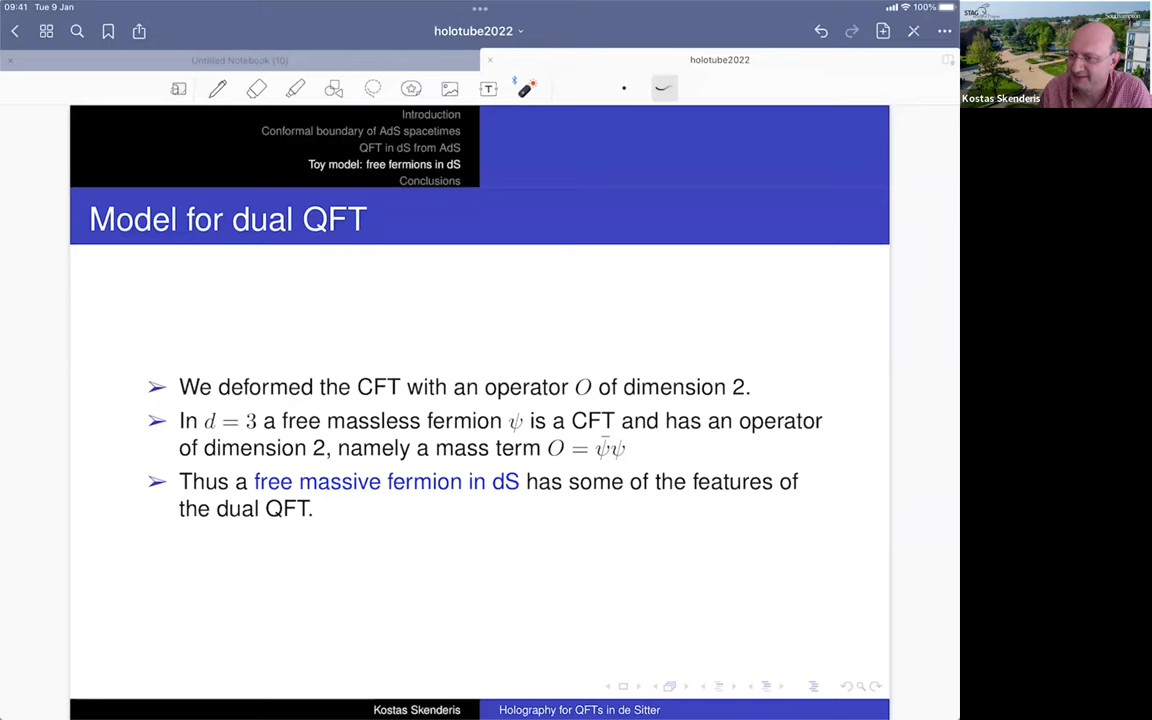 09:41 Tue 9 Jan
100%
holotube2022
Untitled Notebook (10)
holotube2022
T
STAG
Southampton
Kostas Skenderis
Introduction
Conformal boundary of AdS spacetimes
QFT in dS from AdS
Toy model: free fermions in dS
Conclusions
Model for dual QFT
➢ We deformed the CFT with an operator O of dimension 2.
➢ In d = 3 a free massless fermion ψ is a CFT and has an operator
of dimension 2, namely a mass term O = ψ̄ψ
➢ Thus a free massive fermion in dS has some of the features of
the dual QFT.
Kostas Skenderis
Holography for QFTs in de Sitter